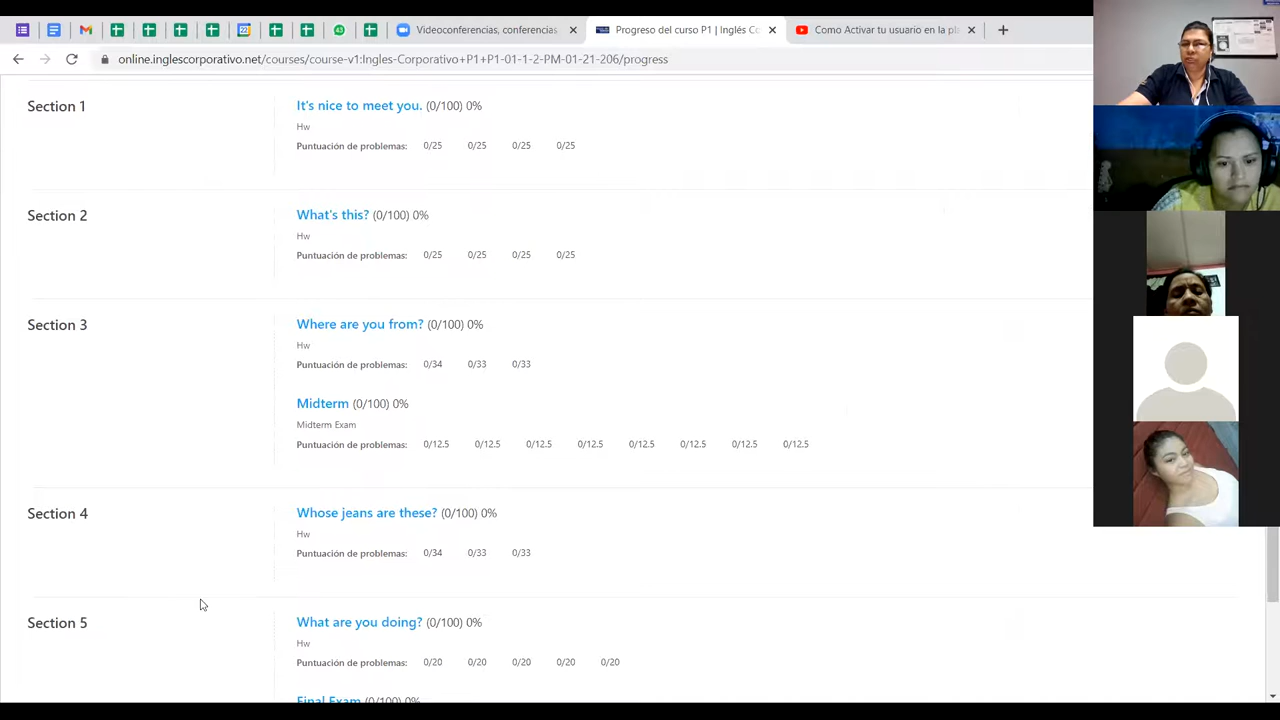 Videoconferencias, conferencias
Progreso del curso P1 | Inglés Co
Como Activar tu usuario en la pl
online.inglescorporativo.net/courses/course-v1:Ingles-Corporativo+P1+P1-01-1-2-PM-01-21-206/progress
Section 1
It's nice to meet you. (0/100) 0%
Hw
Puntuación de problemas: 0/25 0/25 0/25 0/25
Section 2
What's this? (0/100) 0%
Hw
Puntuación de problemas: 0/25 0/25 0/25 0/25
Section 3
Where are you from? (0/100) 0%
Hw
Puntuación de problemas: 0/34 0/33 0/33
Midterm (0/100) 0%
Midterm Exam
Puntuación de problemas: 0/12.5 0/12.5 0/12.5 0/12.5 0/12.5 0/12.5 0/12.5 0/12.5
Section 4
Whose jeans are these? (0/100) 0%
Hw
Puntuación de problemas: 0/34 0/33 0/33
Section 5
What are you doing? (0/100) 0%
Hw
Puntuación de problemas: 0/20 0/20 0/20 0/20 0/20
Final Exam (0/100) 0%